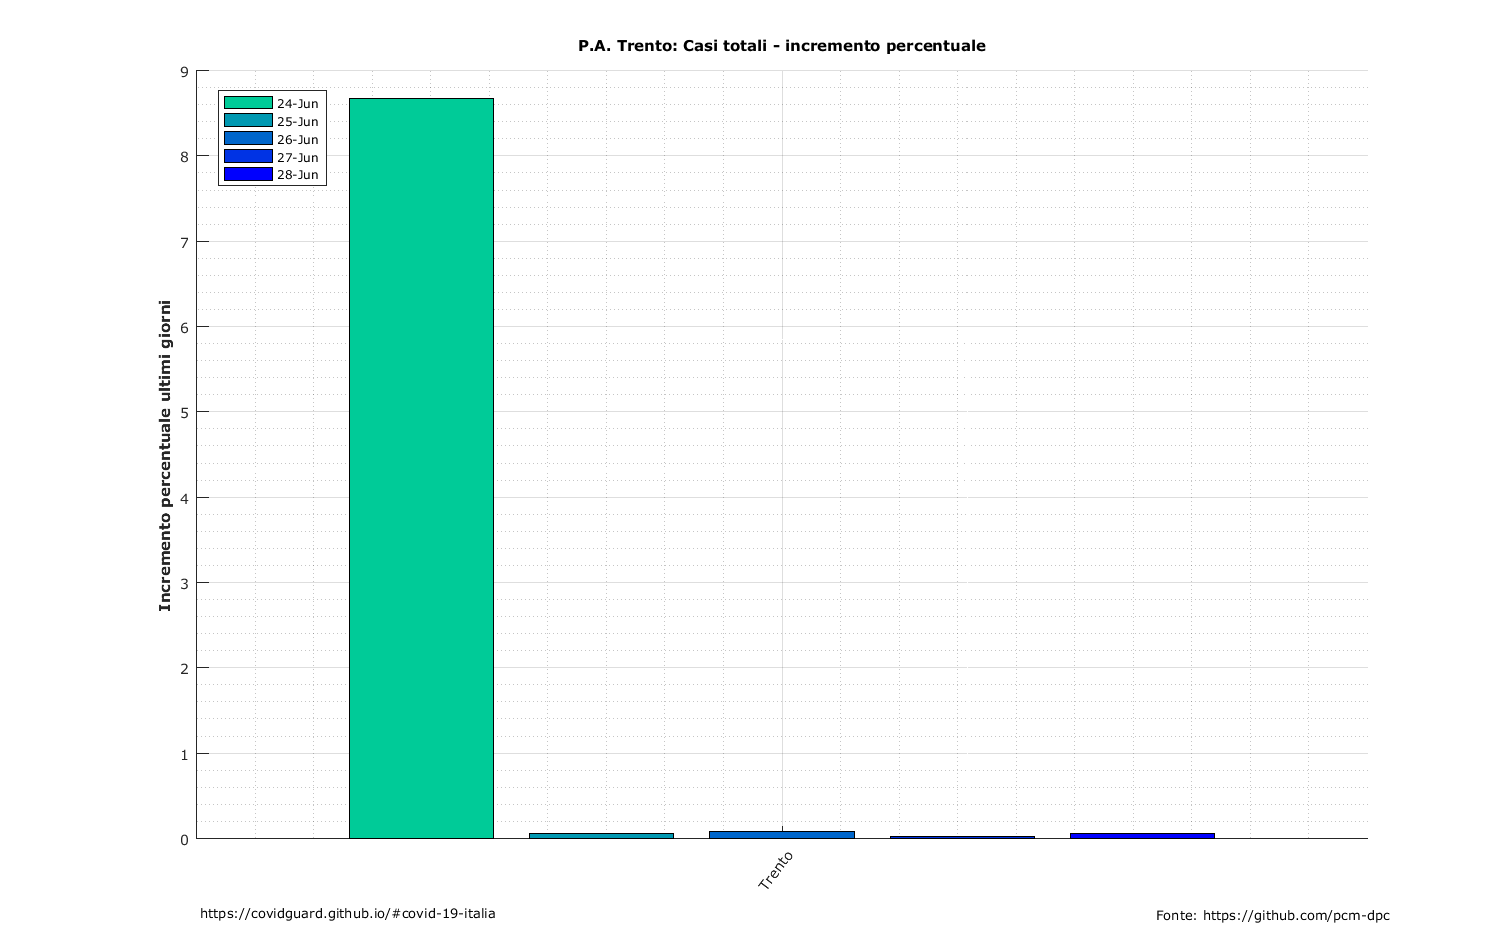 P.A. Trento: Casi totali - incremento percentuale
9
8
7
6
5
4
3
2
1
0
Incremento percentuale ultimi giorni
24-Jun
25-Jun
26-Jun
27-Jun
28-Jun
Trento
https://covidguard.github.io/#covid-19-italia
Fonte: https://github.com/pcm-dpc